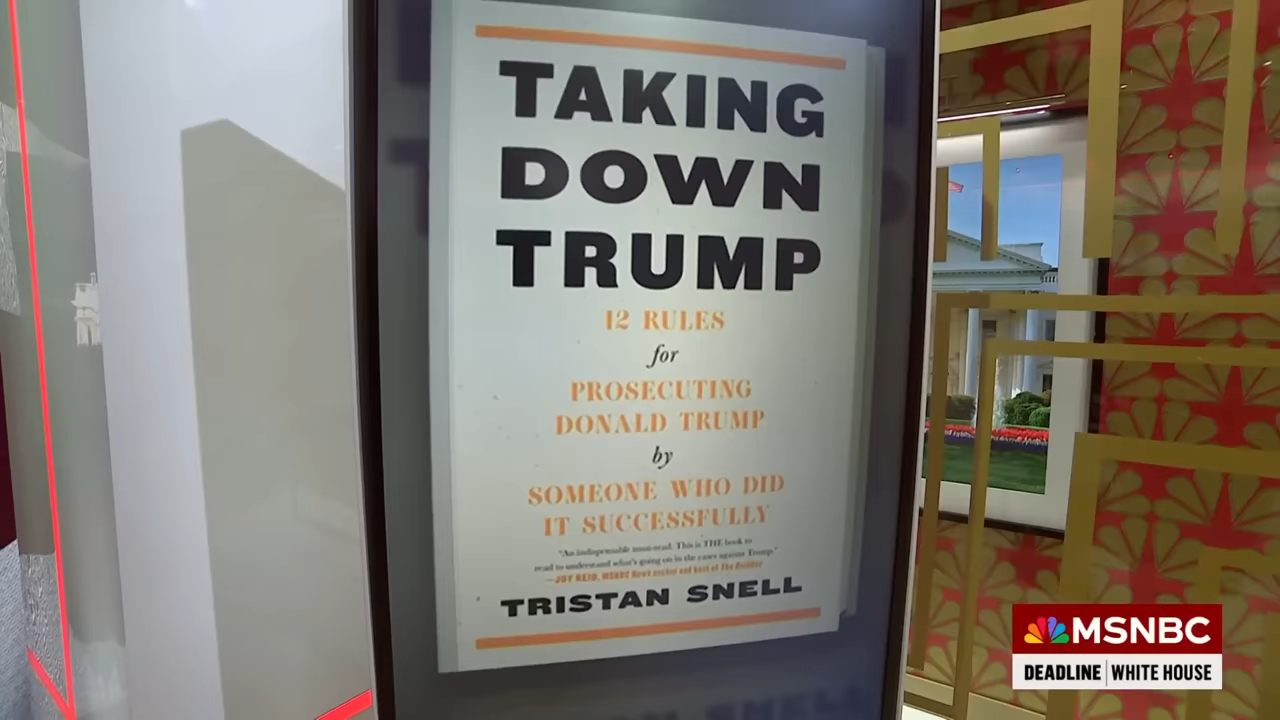 TAKING
DOWN
TRUMP
12 RULES
for
PROSECUTING
DONALD TRUMP
by
SOMEONE WHO DID
IT SUCCESSFULLY
"An indispensable must-read. This is THE book to
read to understand what's going on in the cases against Trump."
—JOY REID, MSNBC News anchor and host of The ReidOut
TRISTAN SNELL
MSNBC
DEADLINE | WHITE HOUSE